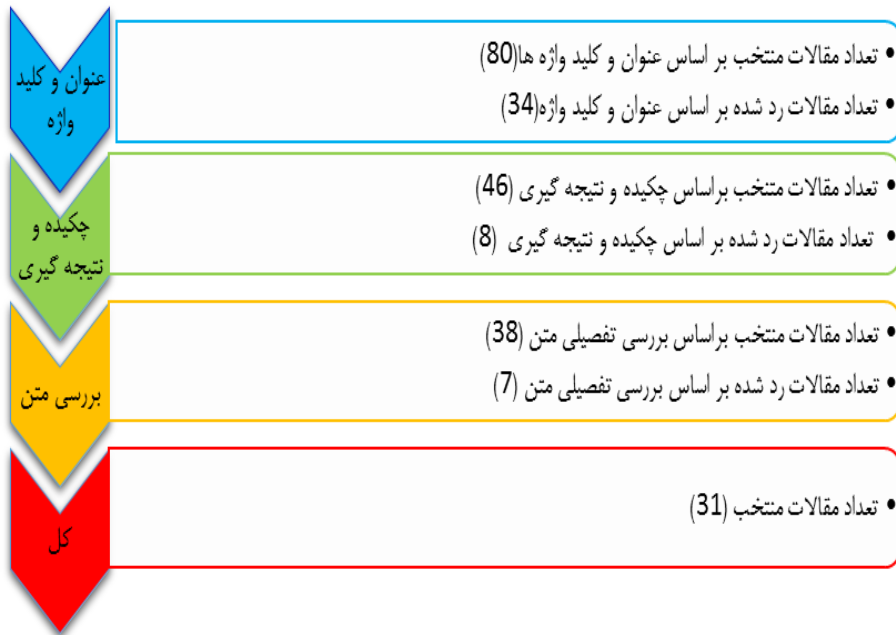 عنوان و کلید
واژه
• تعداد مقالات منتخب بر اساس عنوان و کلید واژه ها(80)
• تعداد مقالات رد شده بر اساس عنوان و کلید واژه(34)
چکیده و
نتیجه گیری
• تعداد مقالات منتخب براساس چکیده و نتیجه گیری (46)
• تعداد مقالات رد شده بر اساس چکیده و نتیجه گیری (8)
بررسی متن
• تعداد مقالات منتخب براساس بررسی تفصیلی متن (38)
• تعداد مقالات رد شده بر اساس بررسی تفصیلی متن (7)
کل
• تعداد مقالات منتخب (31)